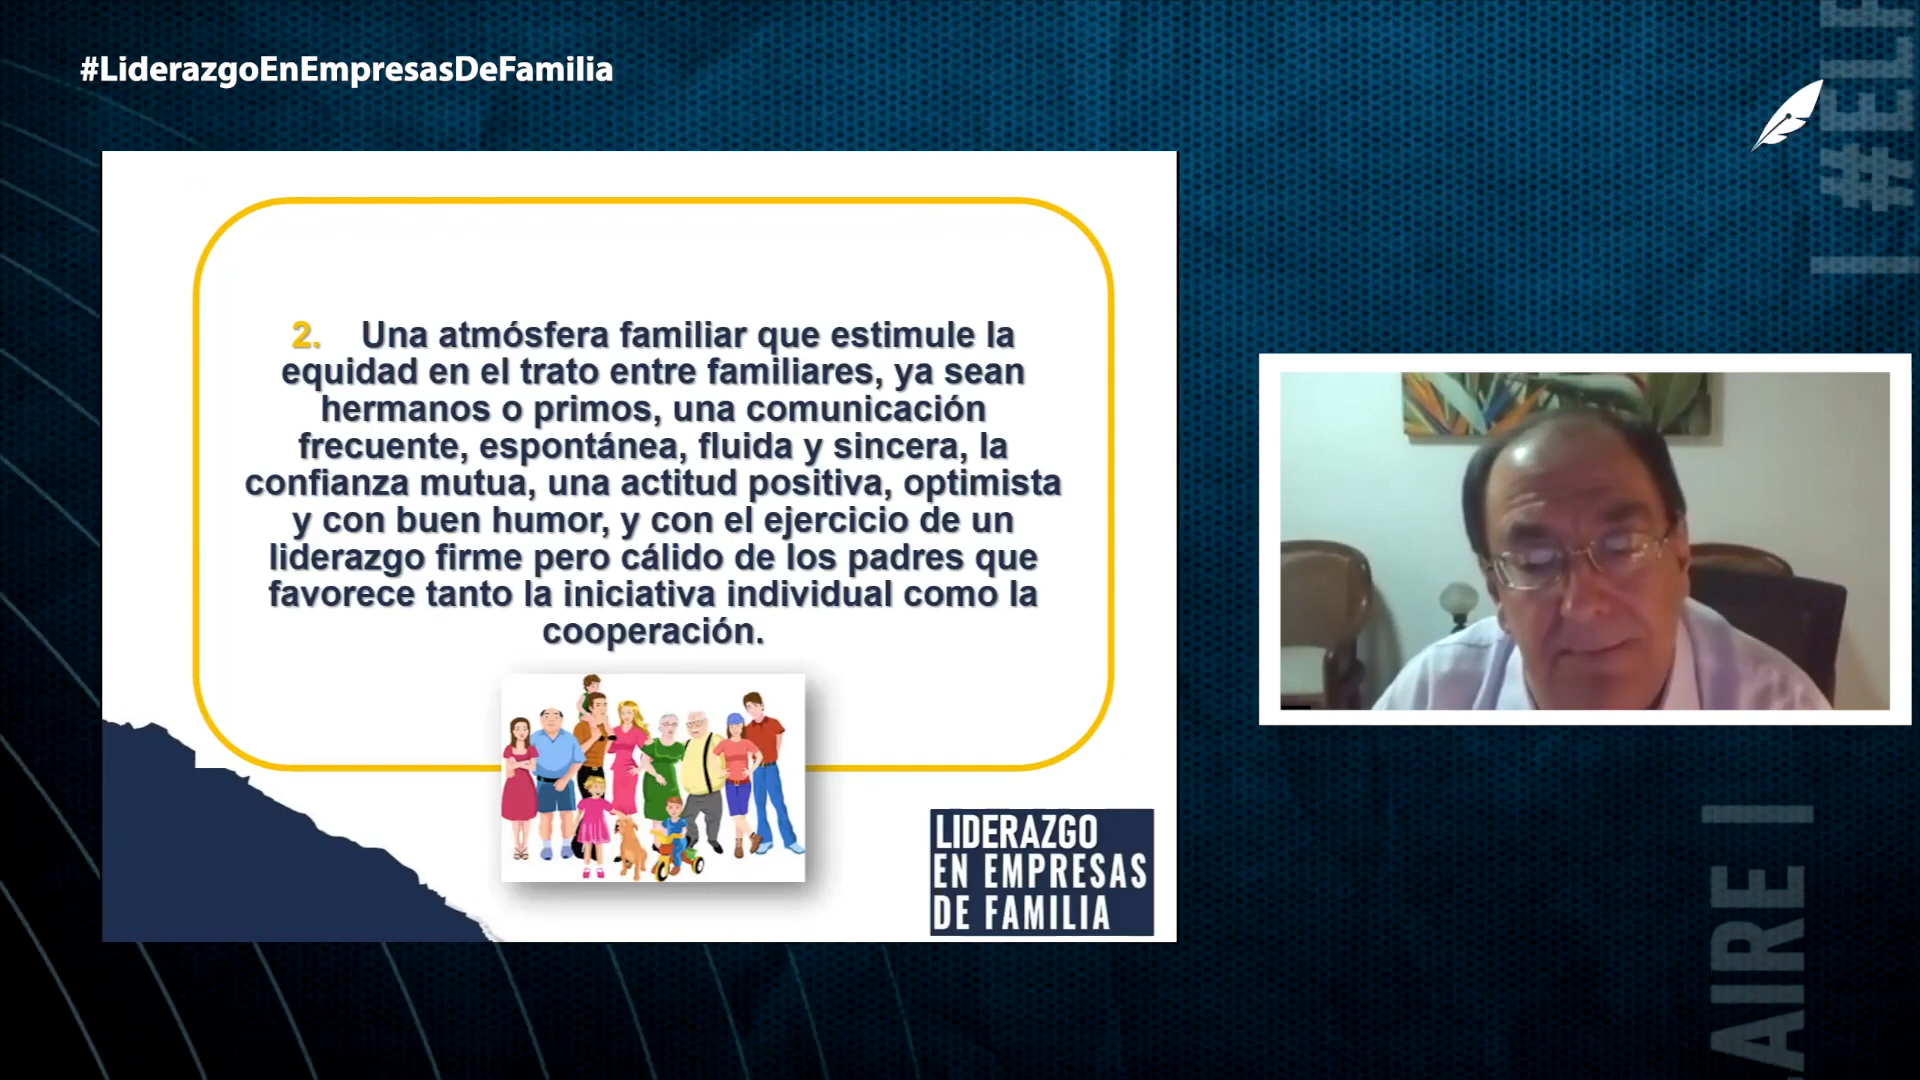 #LiderazgoEnEmpresasDeFamilia
2. Una atmósfera familiar que estimule la
equidad en el trato entre familiares, ya sean
hermanos o primos, una comunicación
frecuente, espontánea, fluida y sincera, la
confianza mutua, una actitud positiva, optimista
y con buen humor, y con el ejercicio de un
liderazgo firme pero cálido de los padres que
favorece tanto la iniciativa individual como la
cooperación.
LIDERAZGO
EN EMPRESAS
DE FAMILIA
AIRE |